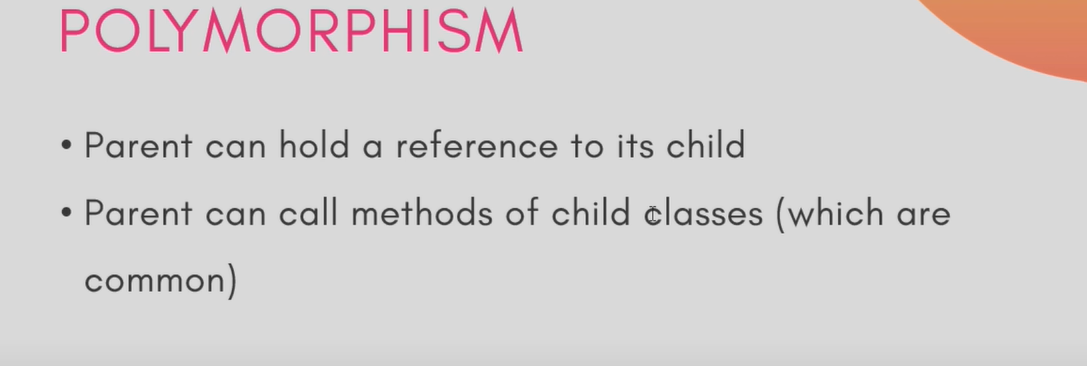 POLYMORPHISM
• Parent can hold a reference to its child
• Parent can call methods of child classes (which are
common)